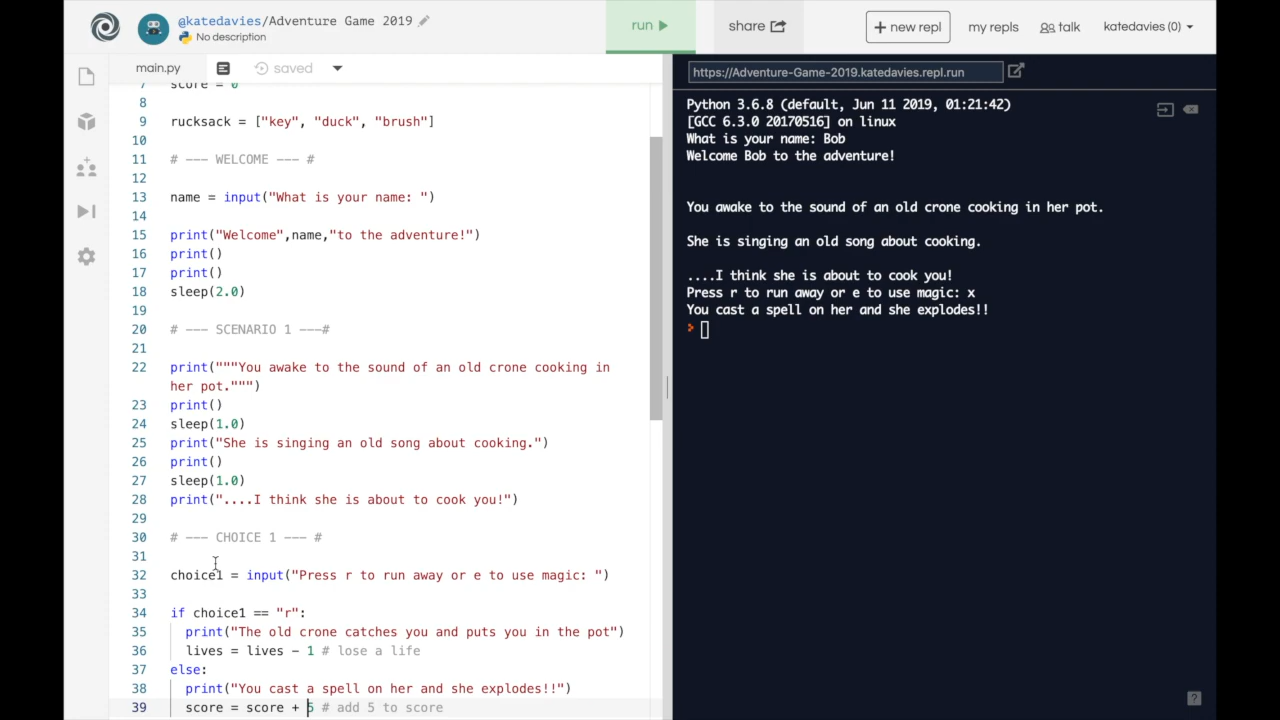 @katedavies/Adventure Game 2019
No description
run
share
+ new repl
my repls
talk
katedavies (0)
main.py
saved
https://Adventure-Game-2019.katedavies.repl.run
7 score = 0
8
9 rucksack = ["key", "duck", "brush"]
10
11 # --- WELCOME --- #
12
13 name = input("What is your name: ")
14
15 print("Welcome",name,"to the adventure!")
16 print()
17 print()
18 sleep(2.0)
19
20 # --- SCENARIO 1 ---#
21
22 print("""You awake to the sound of an old crone cooking in
her pot.""")
23 print()
24 sleep(1.0)
25 print("She is singing an old song about cooking.")
26 print()
27 sleep(1.0)
28 print("....I think she is about to cook you!")
29
30 # --- CHOICE 1 --- #
31
32 choice1 = input("Press r to run away or e to use magic: ")
33
34 if choice1 == "r":
35 print("The old crone catches you and puts you in the pot")
36 lives = lives - 1 # lose a life
37 else:
38 print("You cast a spell on her and she explodes!!")
39 score = score + 5 # add 5 to score
Python 3.6.8 (default, Jun 11 2019, 01:21:42)
[GCC 6.3.0 20170516] on linux
What is your name: Bob
Welcome Bob to the adventure!
You awake to the sound of an old crone cooking in her pot.
She is singing an old song about cooking.
....I think she is about to cook you!
Press r to run away or e to use magic: x
You cast a spell on her and she explodes!!
?